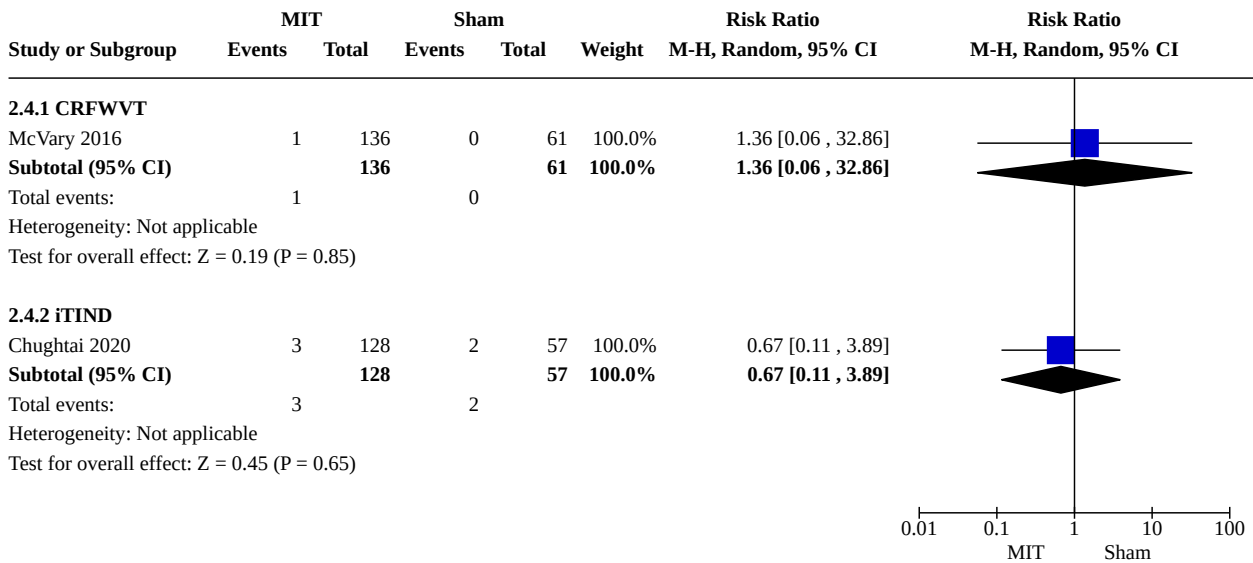 MIT Sham Risk Ratio Risk Ratio
Study or Subgroup Events Total Events Total Weight M-H, Random, 95% CI M-H, Random, 95% CI
2.4.1 CRFWVT
McVary 2016 1 136 0 61 100.0% 1.36 [0.06 , 32.86]
Subtotal (95% CI) 136 61 100.0% 1.36 [0.06 , 32.86]
Total events: 1 0
Heterogeneity: Not applicable
Test for overall effect: Z = 0.19 (P = 0.85)
2.4.2 iTIND
Chughtai 2020 3 128 2 57 100.0% 0.67 [0.11 , 3.89]
Subtotal (95% CI) 128 57 100.0% 0.67 [0.11 , 3.89]
Total events: 3 2
Heterogeneity: Not applicable
Test for overall effect: Z = 0.45 (P = 0.65)
0.01 0.1 1 10 100
MIT Sham